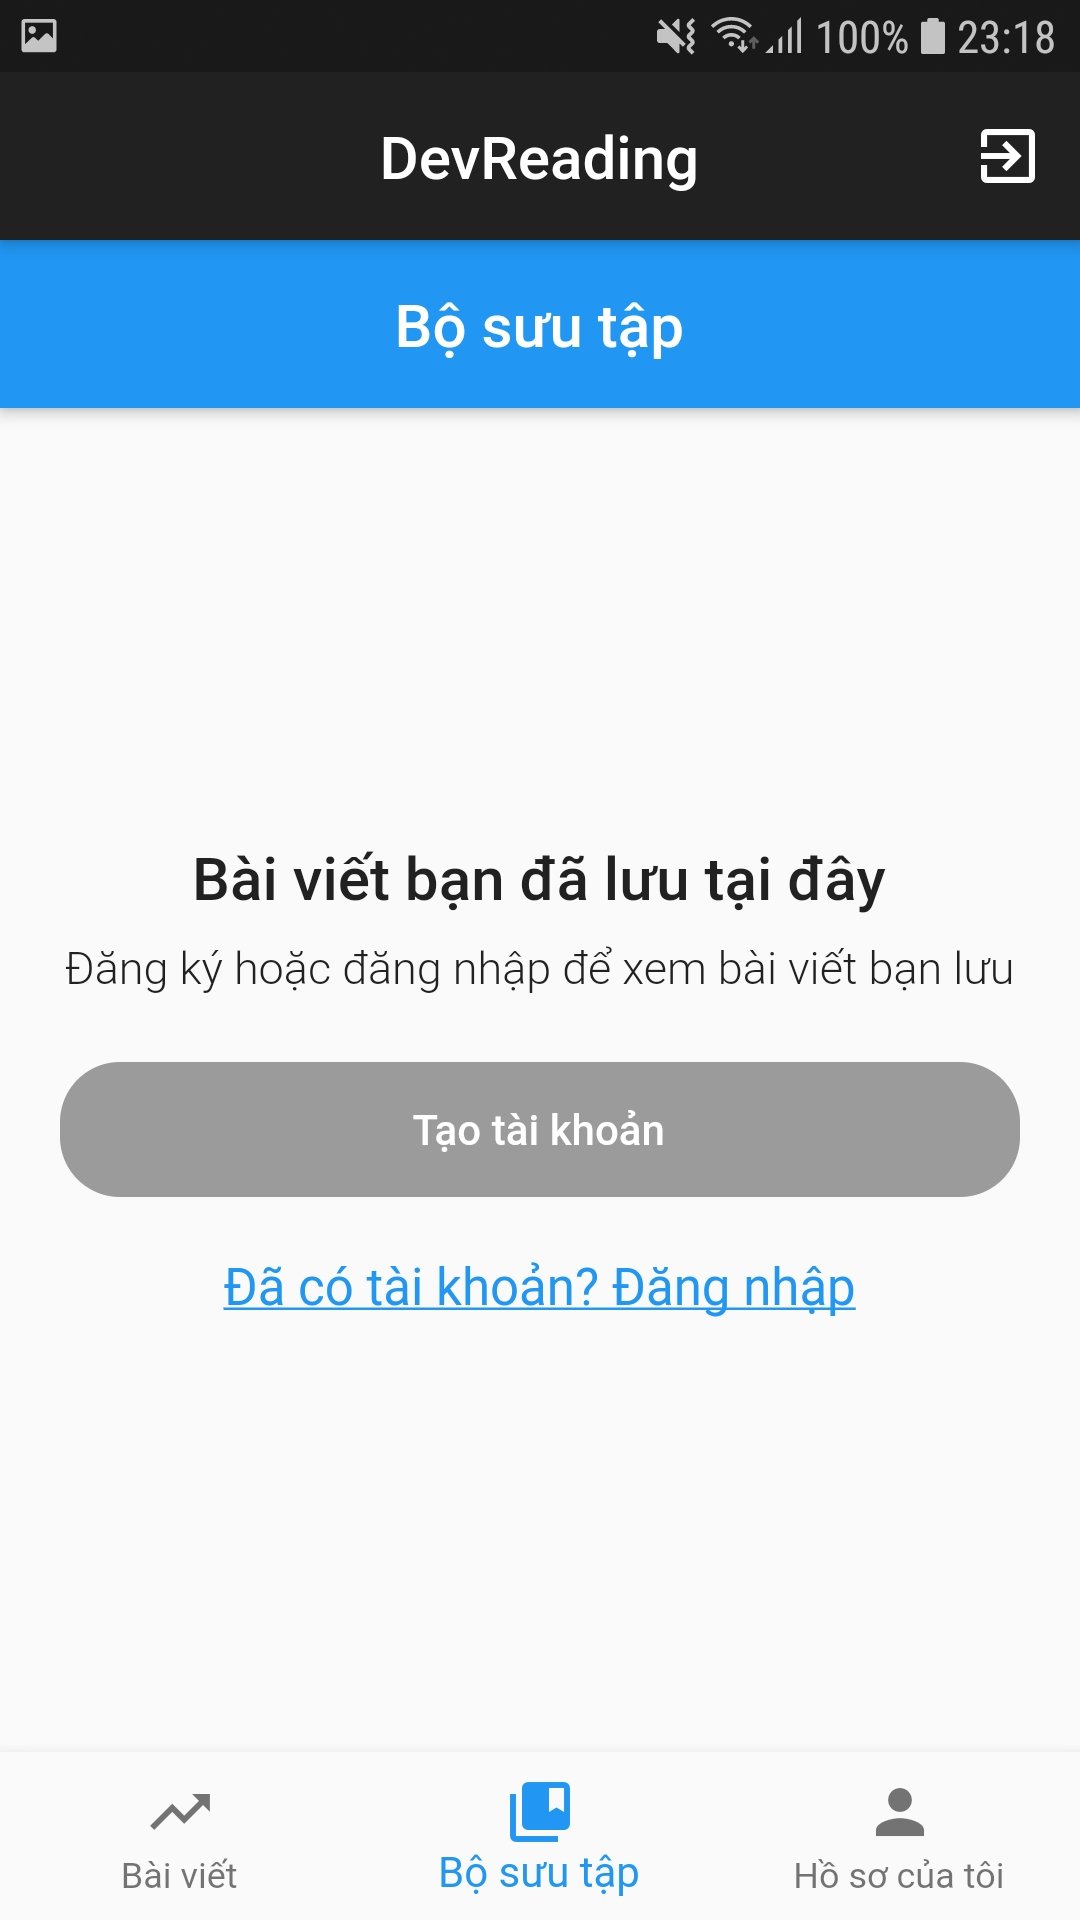 100% 23:18
DevReading
Bộ sưu tập
Bài viết bạn đã lưu tại đây
Đăng ký hoặc đăng nhập để xem bài viết bạn lưu
Tạo tài khoản
Đã có tài khoản? Đăng nhập
Bài viết
Bộ sưu tập
Hồ sơ của tôi